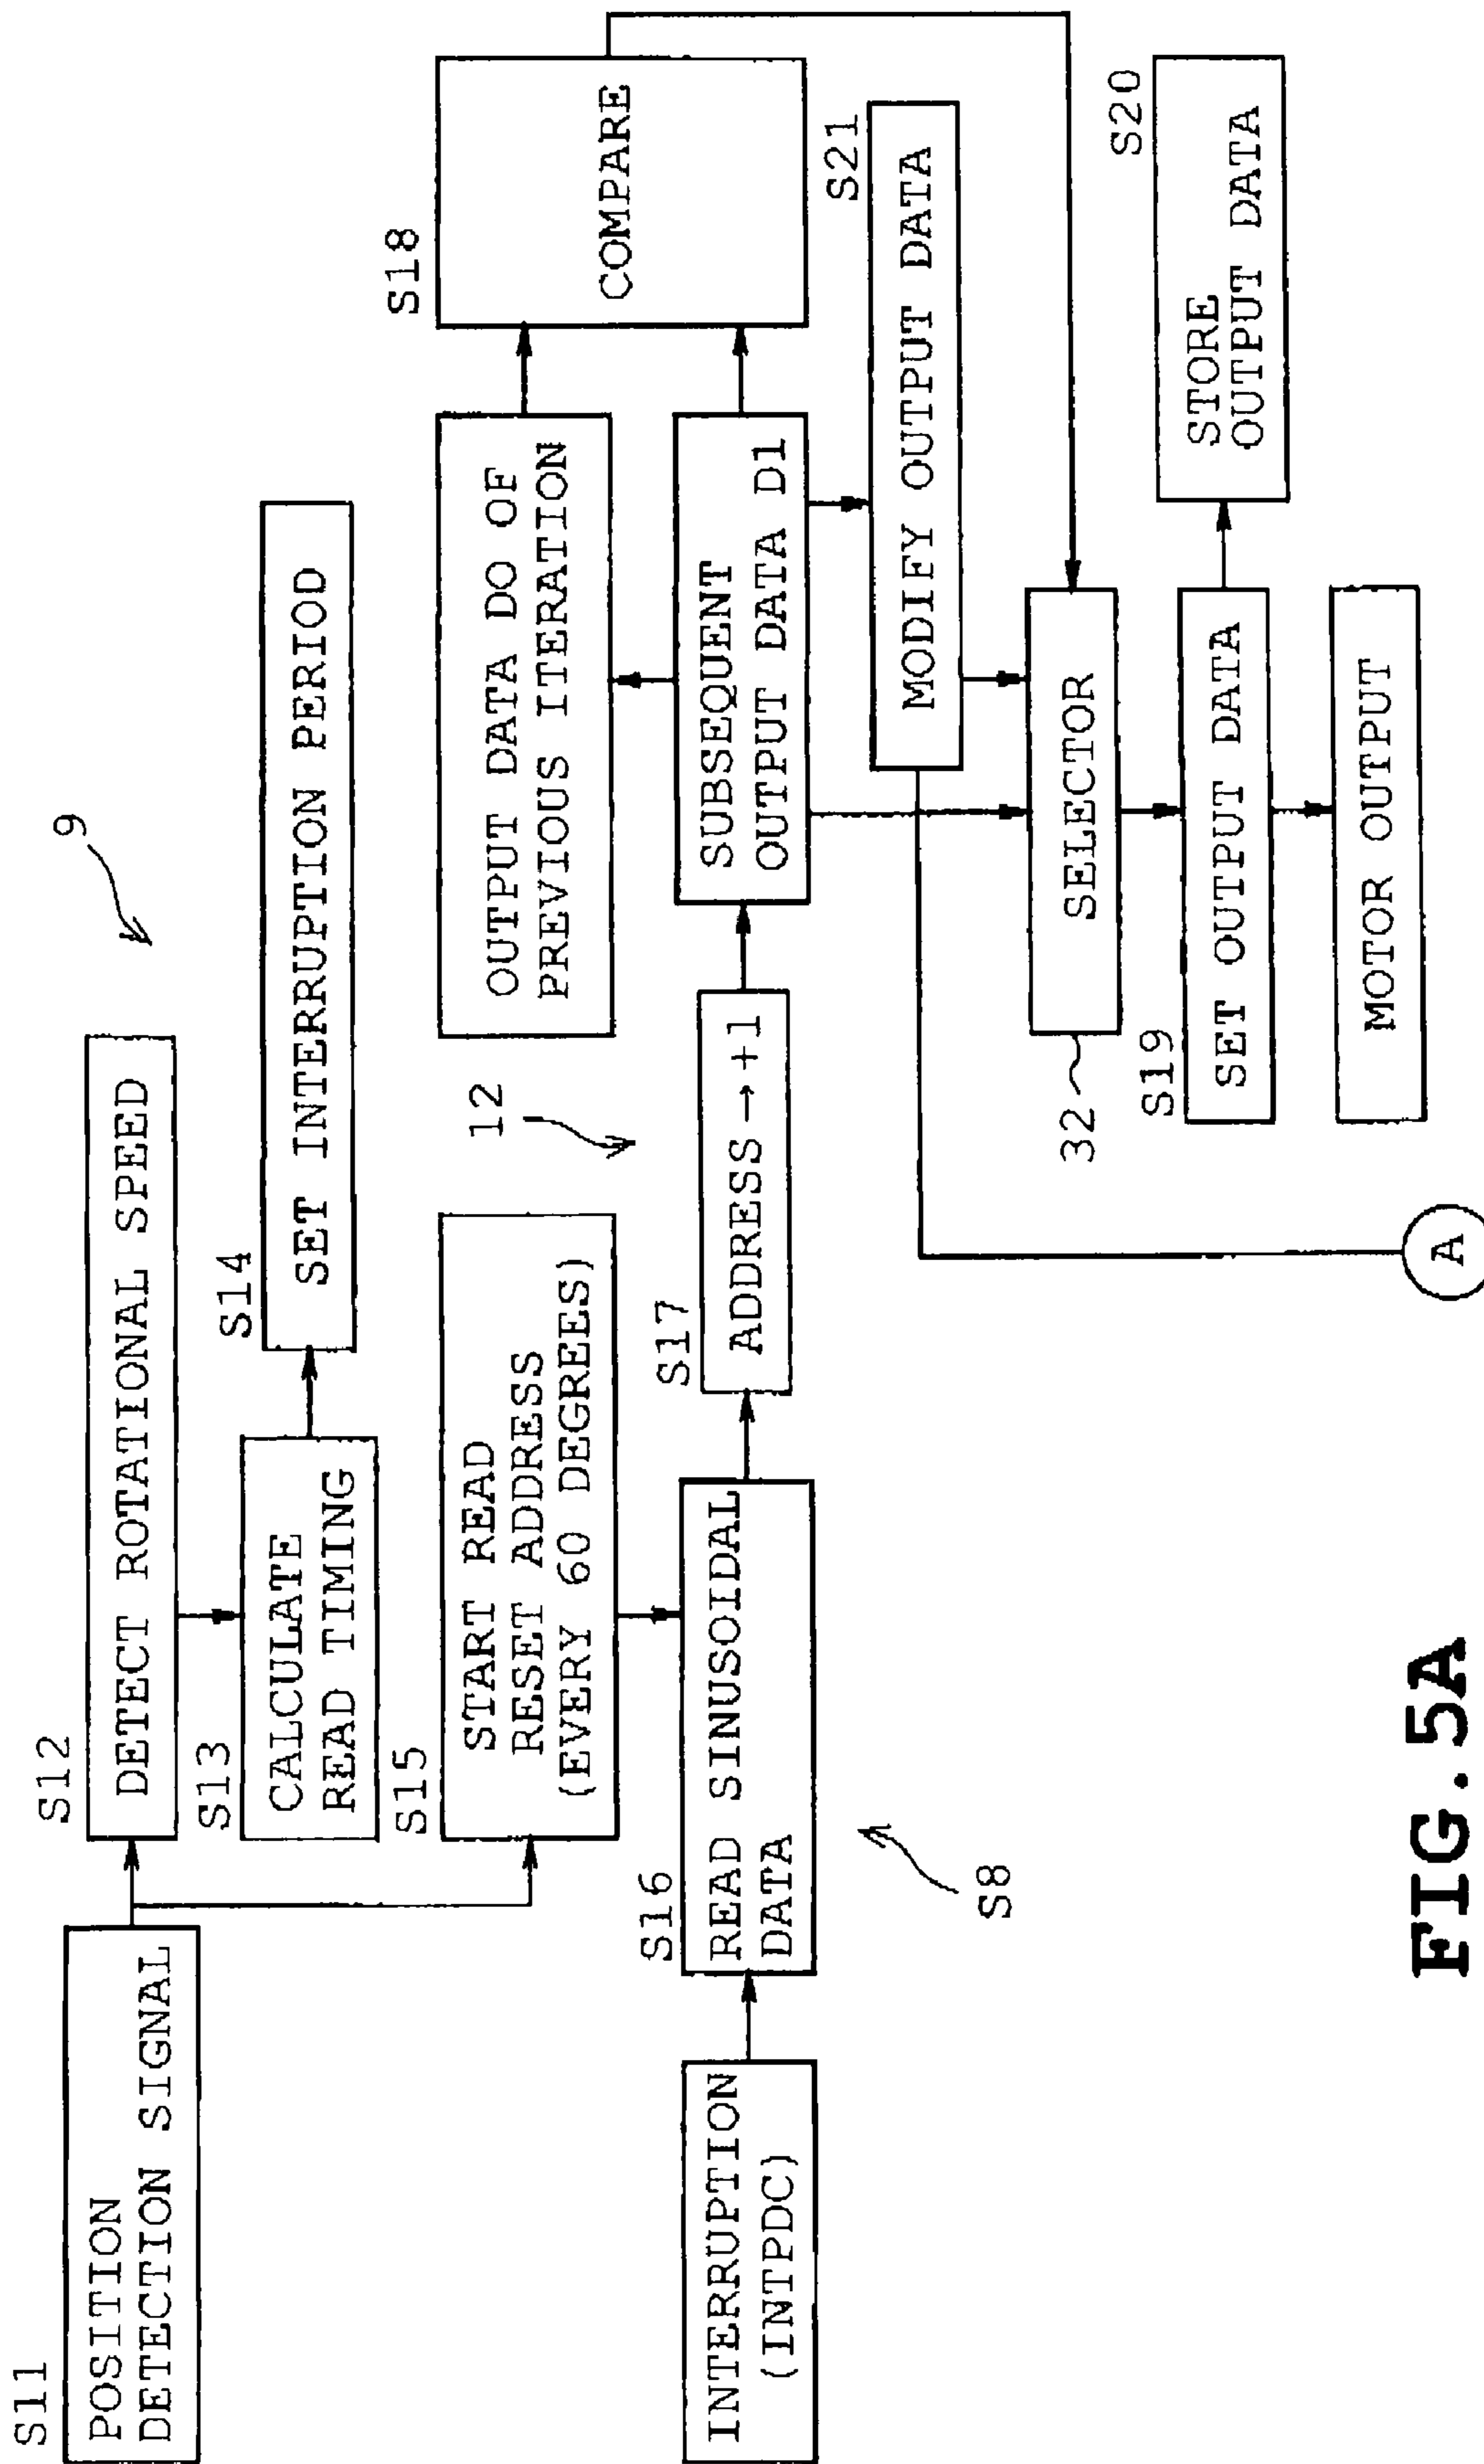 S11
POSITION
DETECTION SIGNAL
S12
DETECT ROTATIONAL SPEED
9
S13
CALCULATE
READ TIMING
S14
SET INTERRUPTION PERIOD
S15
START READ
RESET ADDRESS
(EVERY 60 DEGREES)
INTERRUPTION
(INTPDC)
S16
READ SINUSOIDAL
DATA
S8
S17
ADDRESS→+1
12
OUTPUT DATA DO OF
PREVIOUS ITERATION
SUBSEQUENT
OUTPUT DATA D1
S18
COMPARE
S21
MODIFY OUTPUT DATA
32
SELECTOR
S19
SET OUTPUT DATA
S20
STORE
OUTPUT DATA
MOTOR OUTPUT
A
FIG.5A